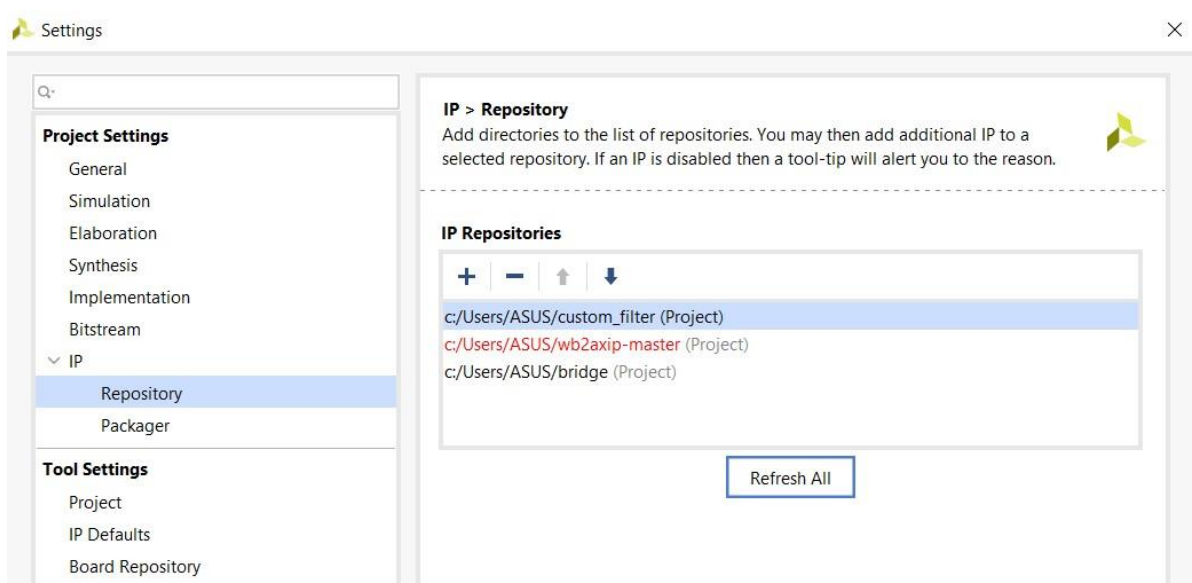 Settings
Project Settings
General
Simulation
Elaboration
Synthesis
Implementation
Bitstream
IP
Repository
Packager
Tool Settings
Project
IP Defaults
Board Repository
IP > Repository
Add directories to the list of repositories. You may then add additional IP to a
selected repository. If an IP is disabled then a tool-tip will alert you to the reason.
IP Repositories
c:/Users/ASUS/custom_filter (Project)
c:/Users/ASUS/wb2axip-master (Project)
c:/Users/ASUS/bridge (Project)
Refresh All